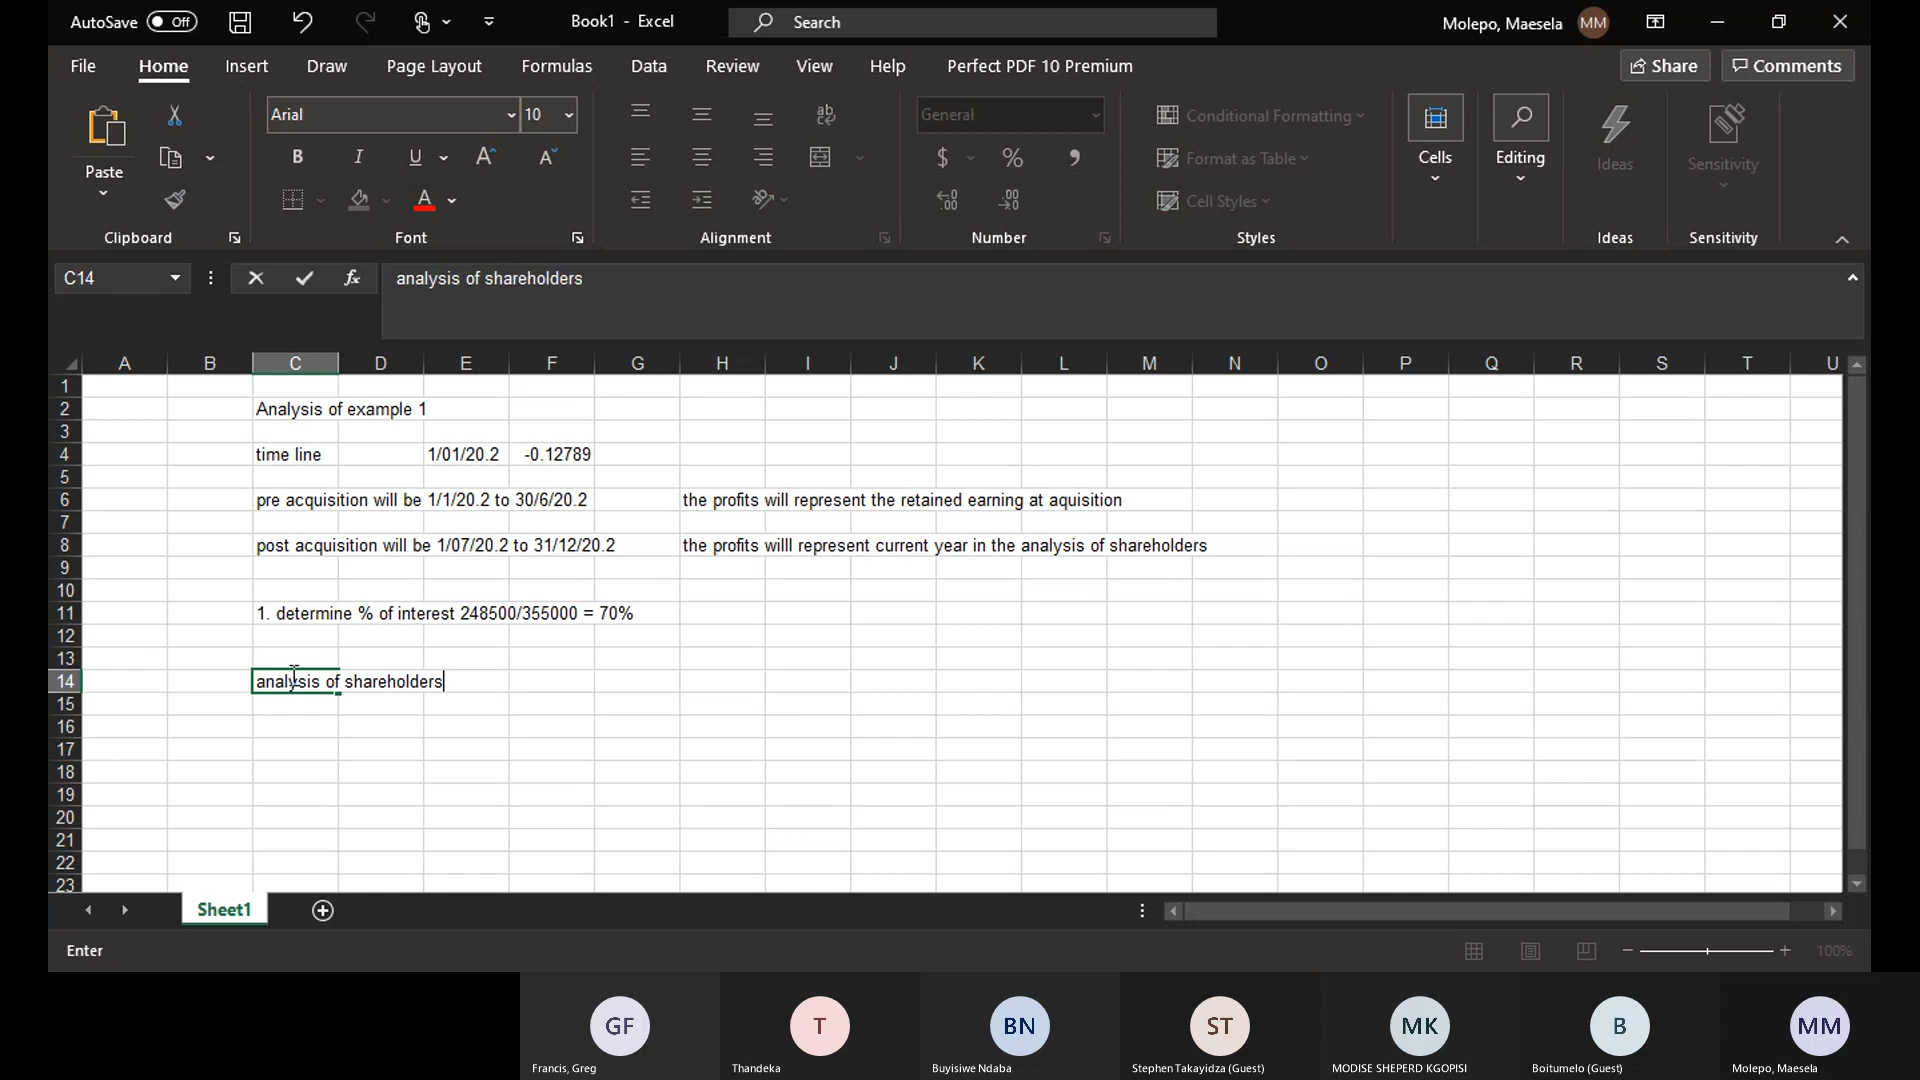 AutoSave Off Book1 - Excel Search Molepo, Maesela MM
File Home Insert Draw Page Layout Formulas Data Review View Help Perfect PDF 10 Premium Share Comments
Paste Arial 10 General Conditional Formatting Cells Editing Ideas Sensitivity
B I U A A ab $ % Format as Table
A Cell Styles
Clipboard Font Alignment Number Styles Ideas Sensitivity
C14 fx analysis of shareholders
A B C D E F G H I J K L M N O P Q R S T U
1
2 Analysis of example 1
3
4 time line 1/01/20.2 -0.12789
5
6 pre acquisition will be 1/1/20.2 to 30/6/20.2 the profits will represent the retained earning at aquisition
7
8 post acquisition will be 1/07/20.2 to 31/12/20.2 the profits willl represent current year in the analysis of shareholders
9
10
11 1. determine % of interest 248500/355000 = 70%
12
13
14 analysis of shareholders
15
16
17
18
19
20
21
22
23
Sheet1
Enter 100%
GF T BN ST MK B MM
Francis, Greg Thandeka Buyisiwe Ndaba Stephen Takayidza (Guest) MODISE SHEPERD KGOPISI Boitumelo (Guest) Molepo, Maesela